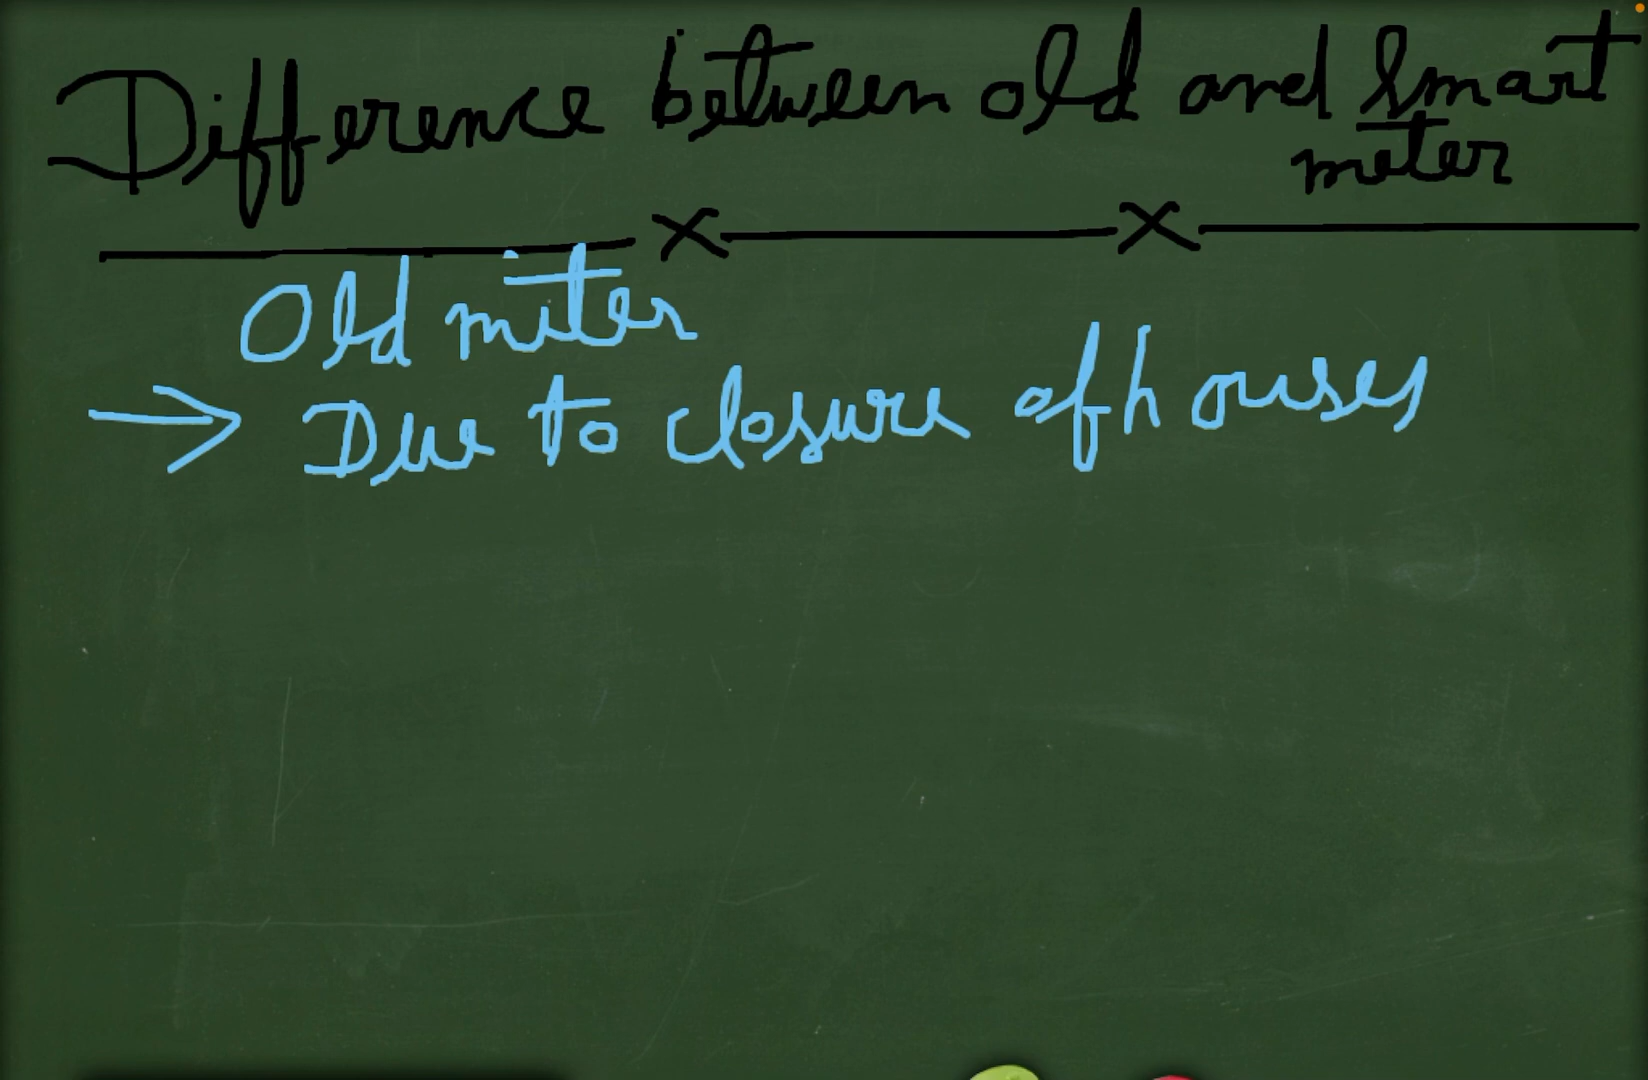 Difference between old and Smart
meter
Old miter
→ Due to closure of houses